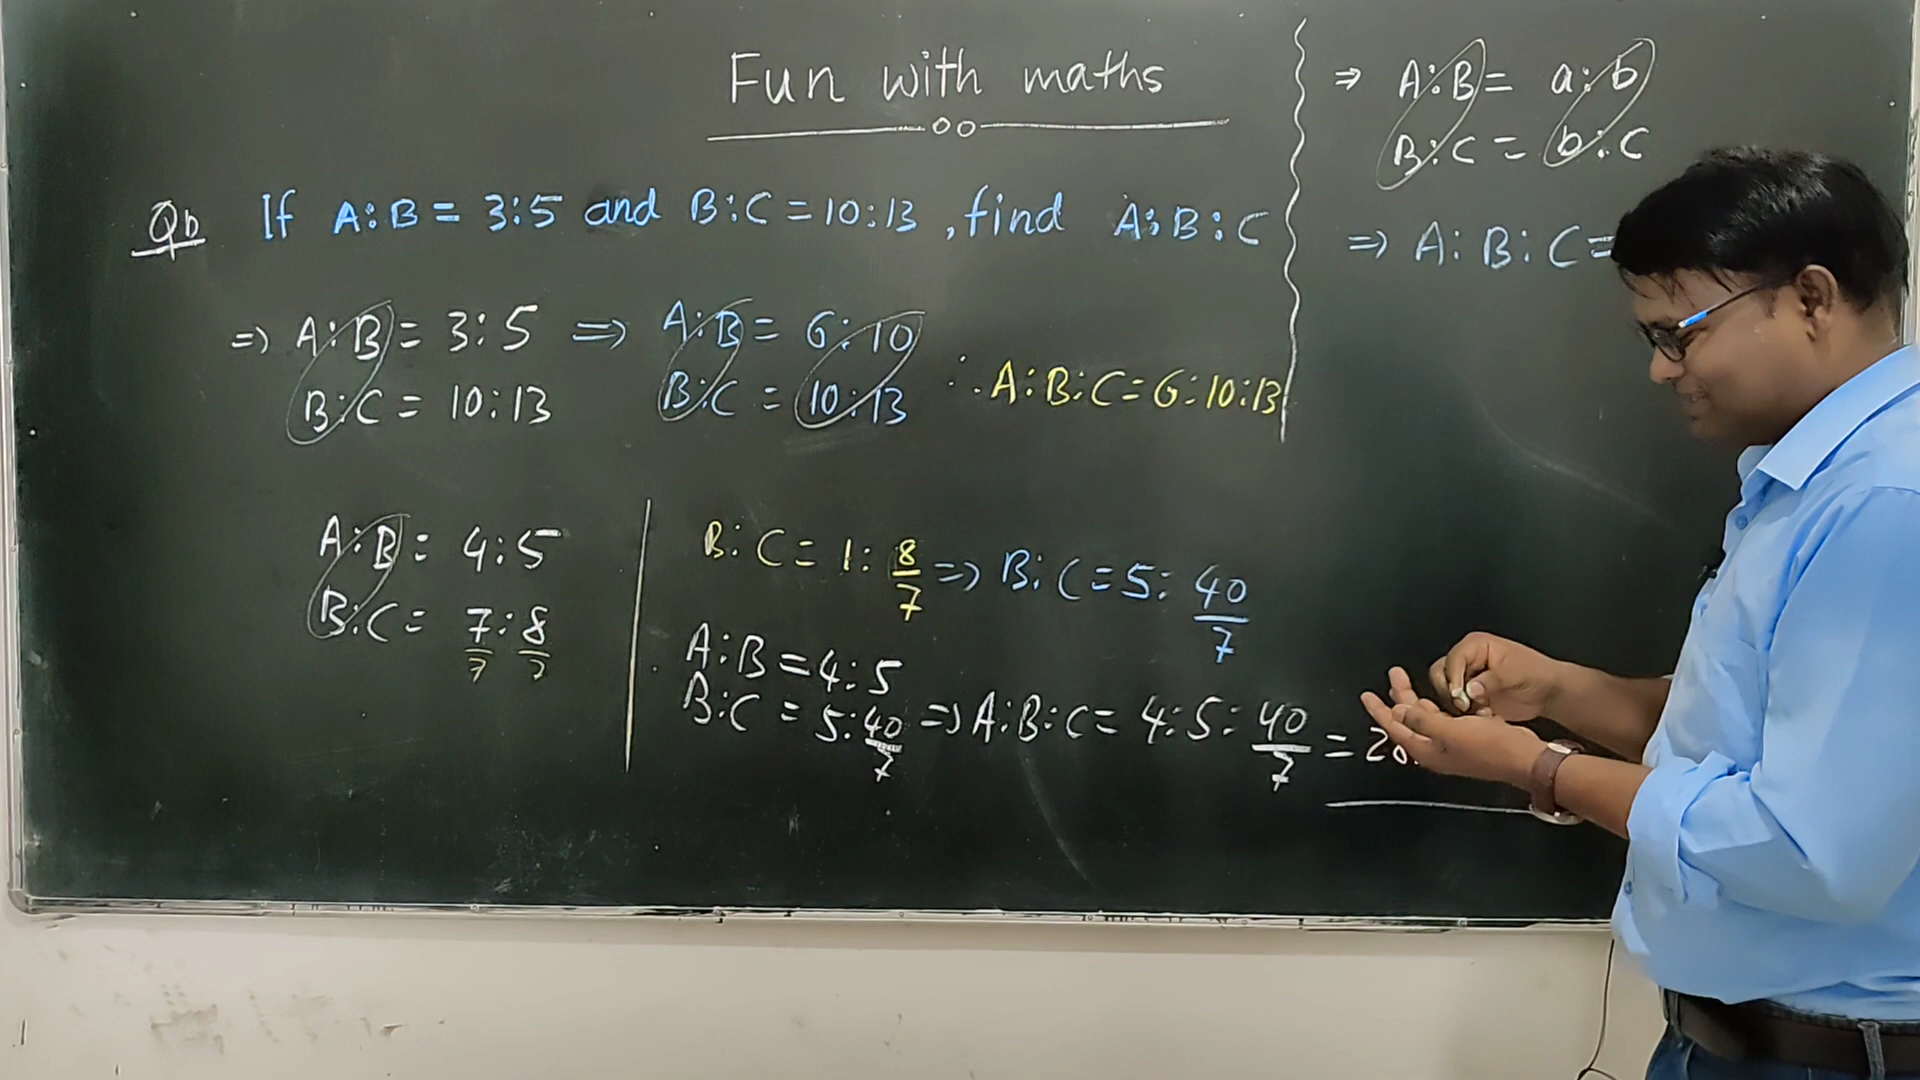 Fun with maths
⇒ A:B = a:b
B:C = b:C
⇒ A:B:C =
Q1) If A:B = 3:5 and B:C = 10:13, find A:B:C
⇒ A:B = 3:5 ⇒ A:B = 6:10
B:C = 10:13 B:C = 10:13 ∴ A:B:C = 6:10:13
A:B = 4:5
B:C = 7/7 : 8/7
B:C = 1: 8/7 ⇒ B:C = 5: 40/7
A:B = 4:5
B:C = 5:40/7 ⇒ A:B:C = 4:5: 40/7 =